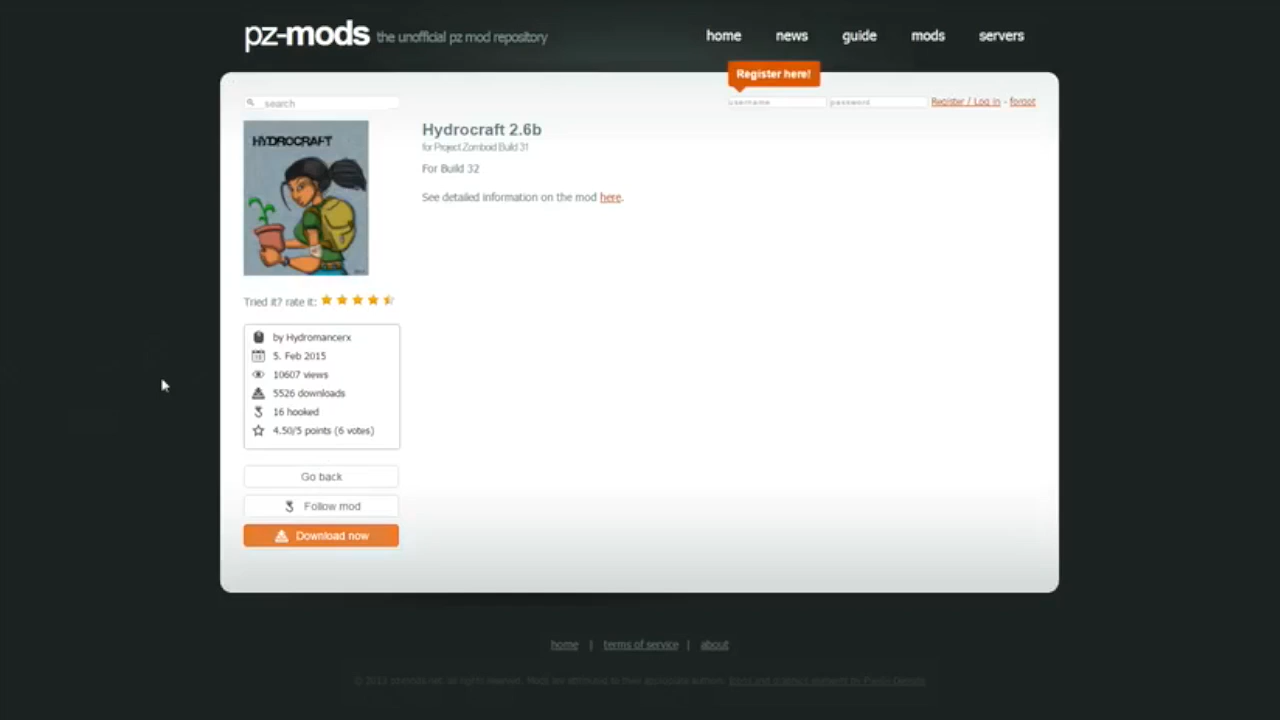 pz-mods the unofficial pz mod repository
home news guide mods servers
Register here!
search
username password Register / Log in - forgot
HYDROCRAFT
Hydrocraft 2.6b
for Project Zomboid Build 31
For Build 32
See detailed information on the mod here.
Tried it? rate it:
by Hydromancerx
5. Feb 2015
10607 views
5526 downloads
16 hooked
4.50/5 points (6 votes)
Go back
Follow mod
Download now
home | terms of service | about